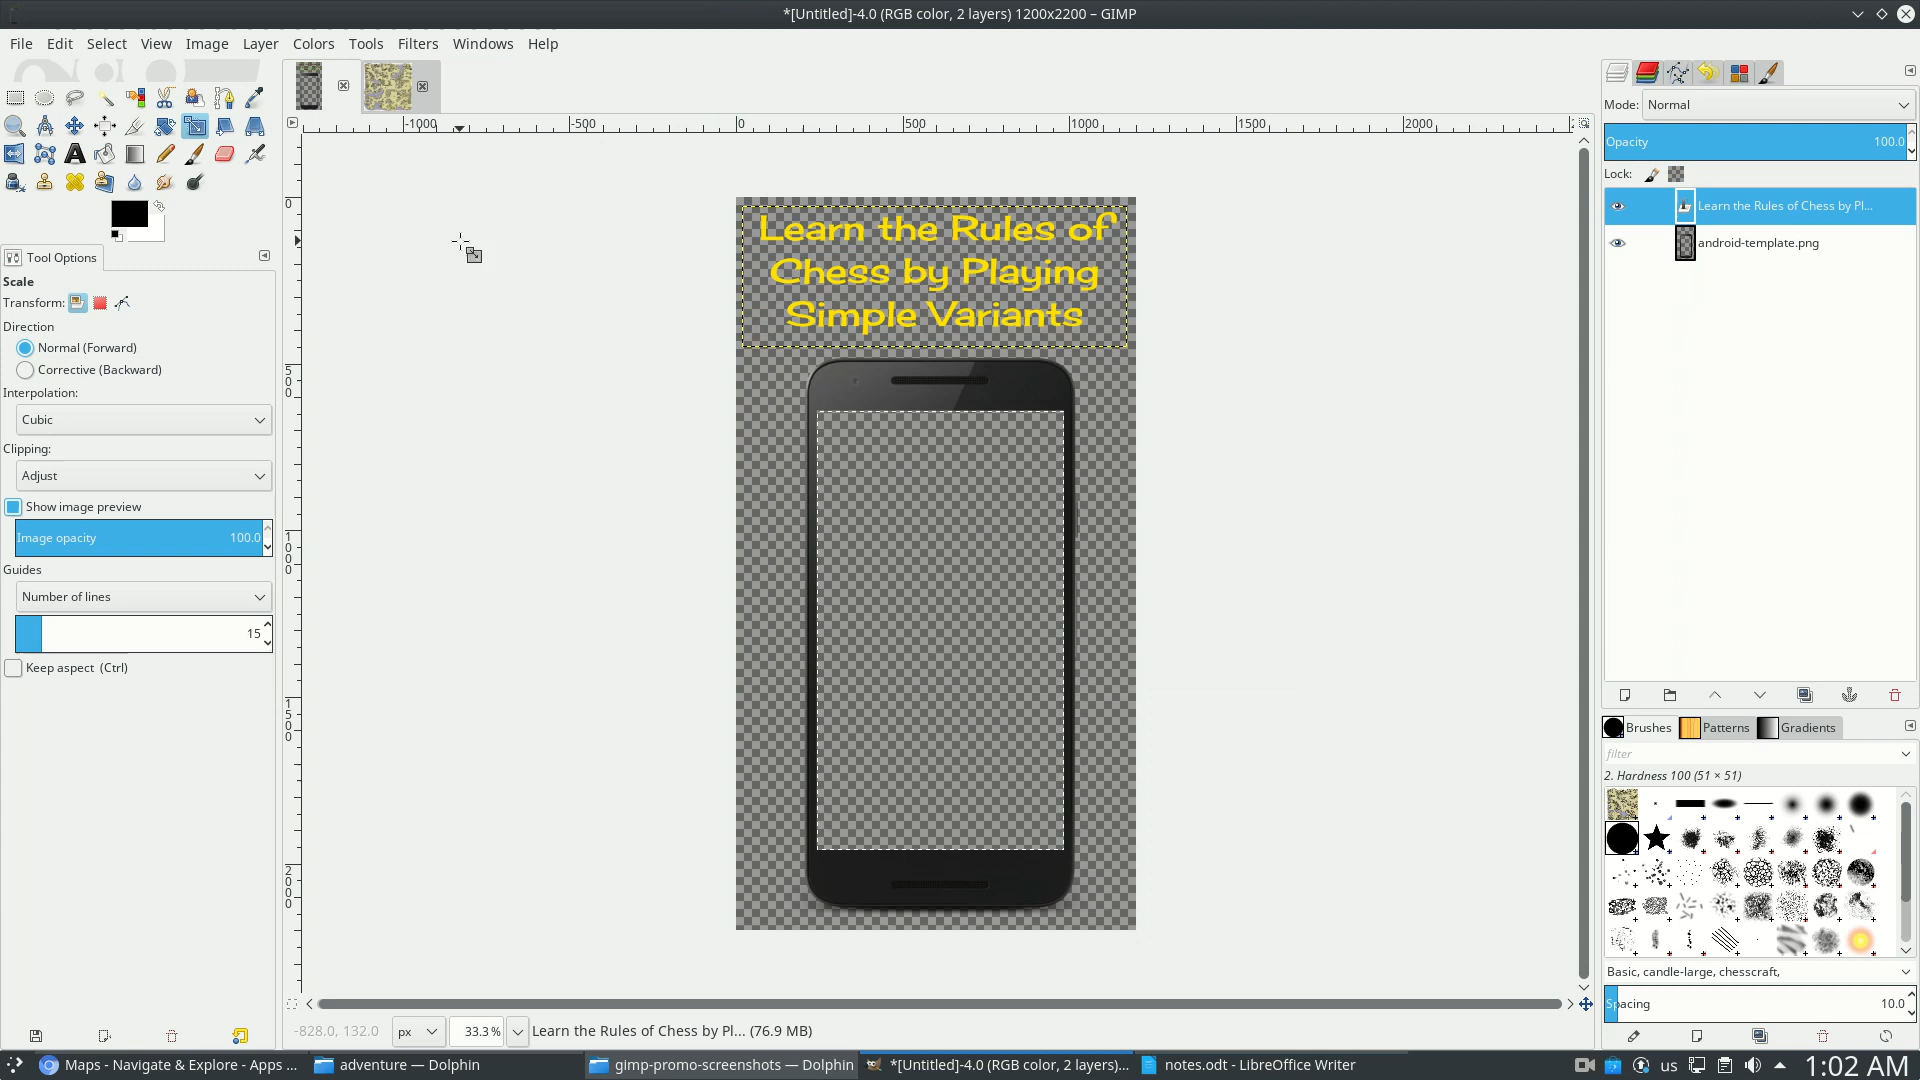 *[Untitled]-4.0 (RGB color, 2 layers) 1200x2200 – GIMP
File Edit Select View Image Layer Colors Tools Filters Windows Help
Mode: Normal
-1000 -500 0 500 1000 1500 2000
Opacity 100.0
Lock:
Learn the Rules of Chess by Pl...
android-template.png
Learn the Rules of
Chess by Playing
Simple Variants
0
500
1000
1500
2000
Tool Options
Scale
Transform:
Direction
Normal (Forward)
Corrective (Backward)
Interpolation:
Cubic
Clipping:
Adjust
Show image preview
Image opacity 100.0
Guides
Number of lines
15
Keep aspect (Ctrl)
Brushes Patterns Gradients
filter
2. Hardness 100 (51 × 51)
Basic, candle-large, chesscraft,
Spacing 10.0
-828.0, 132.0 px 33.3 % Learn the Rules of Chess by Pl... (76.9 MB)
Maps - Navigate & Explore - Apps ... adventure — Dolphin gimp-promo-screenshots — Dolphin *[Untitled]-4.0 (RGB color, 2 layers)... notes.odt - LibreOffice Writer us 1:02 AM